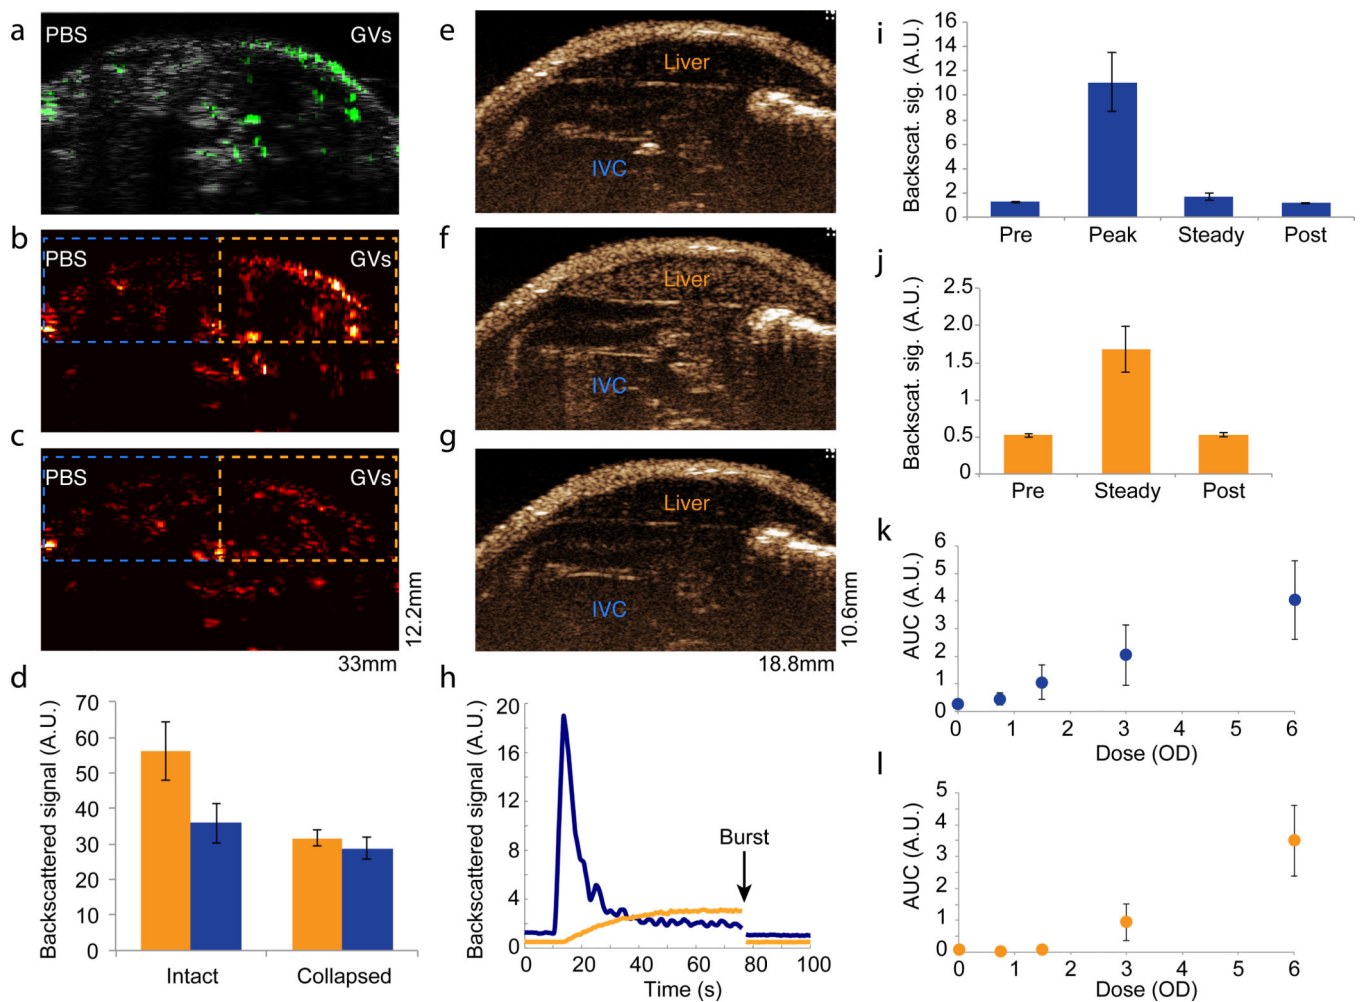 a
PBS
GVs
b
PBS
GVs
c
PBS
GVs
12.2mm
33mm
d
Backscattered signal (A.U.)
70
60
50
40
30
20
10
0
Intact
Collapsed
e
Liver
IVC
f
Liver
IVC
g
Liver
IVC
10.6mm
18.8mm
h
Backscattered signal (A.U.)
20
16
12
8
4
0
Burst
0
20
40
60
80
100
Time (s)
i
Backscat. sig. (A.U.)
16
14
12
10
8
6
4
2
0
Pre
Peak
Steady
Post
j
Backscat. sig. (A.U.)
2.5
2.0
1.5
1
0.5
0
Pre
Steady
Post
k
AUC (A.U.)
6
5
4
3
2
1
0
0
1
2
3
4
5
6
Dose (OD)
l
AUC (A.U.)
5
4
3
2
1
0
0
1
2
3
4
5
6
Dose (OD)